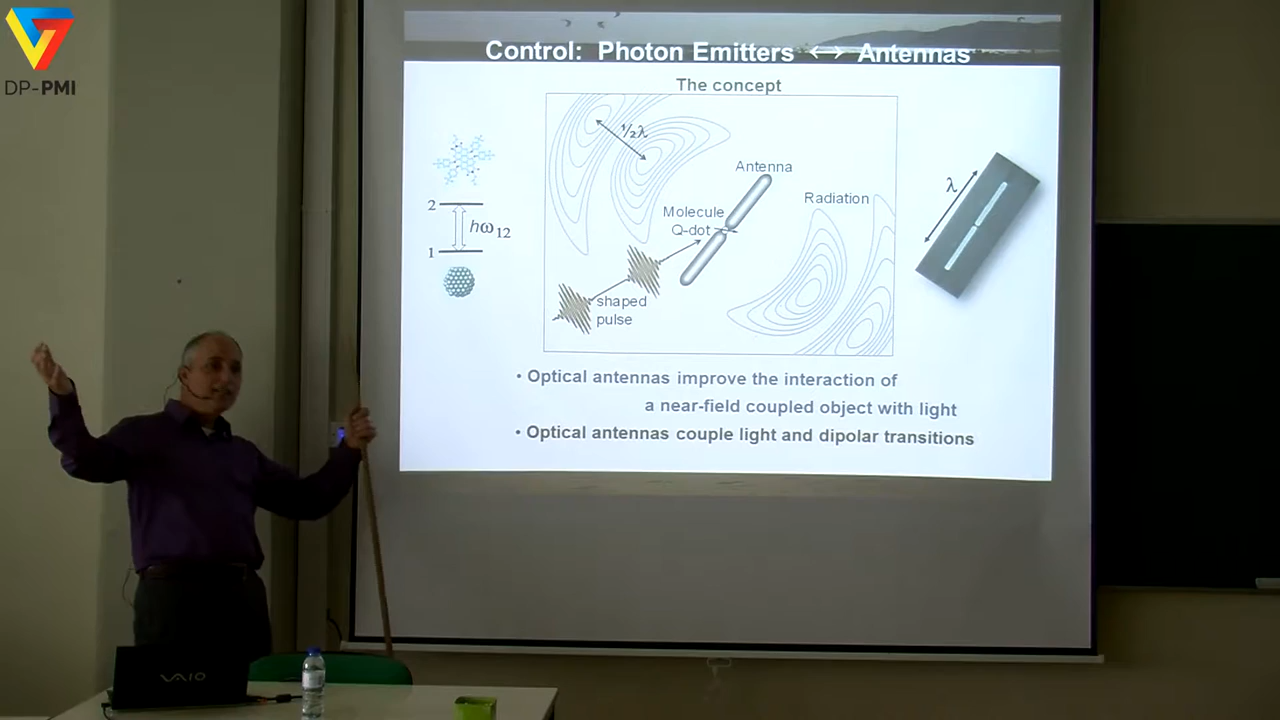 DP-PMI
Control: Photon Emitters ↔ Antennas
The concept
½λ
Antenna
λ
Radiation
2
Molecule
Q-dot
ħω12
1
shaped
pulse
• Optical antennas improve the interaction of
a near-field coupled object with light
• Optical antennas couple light and dipolar transitions
VAIO